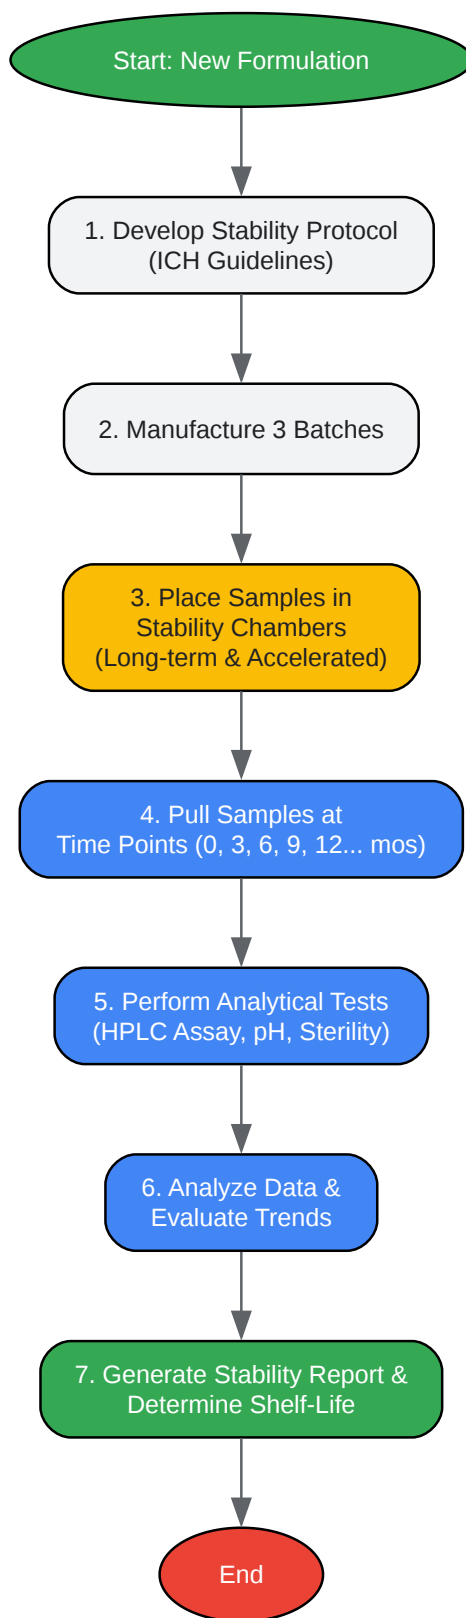 Start: New Formulation
1. Develop Stability Protocol
(ICH Guidelines)
2. Manufacture 3 Batches
3. Place Samples in
Stability Chambers
(Long-term & Accelerated)
4. Pull Samples at
Time Points (0, 3, 6, 9, 12... mos)
5. Perform Analytical Tests
(HPLC Assay, pH, Sterility)
6. Analyze Data &
Evaluate Trends
7. Generate Stability Report &
Determine Shelf-Life
End